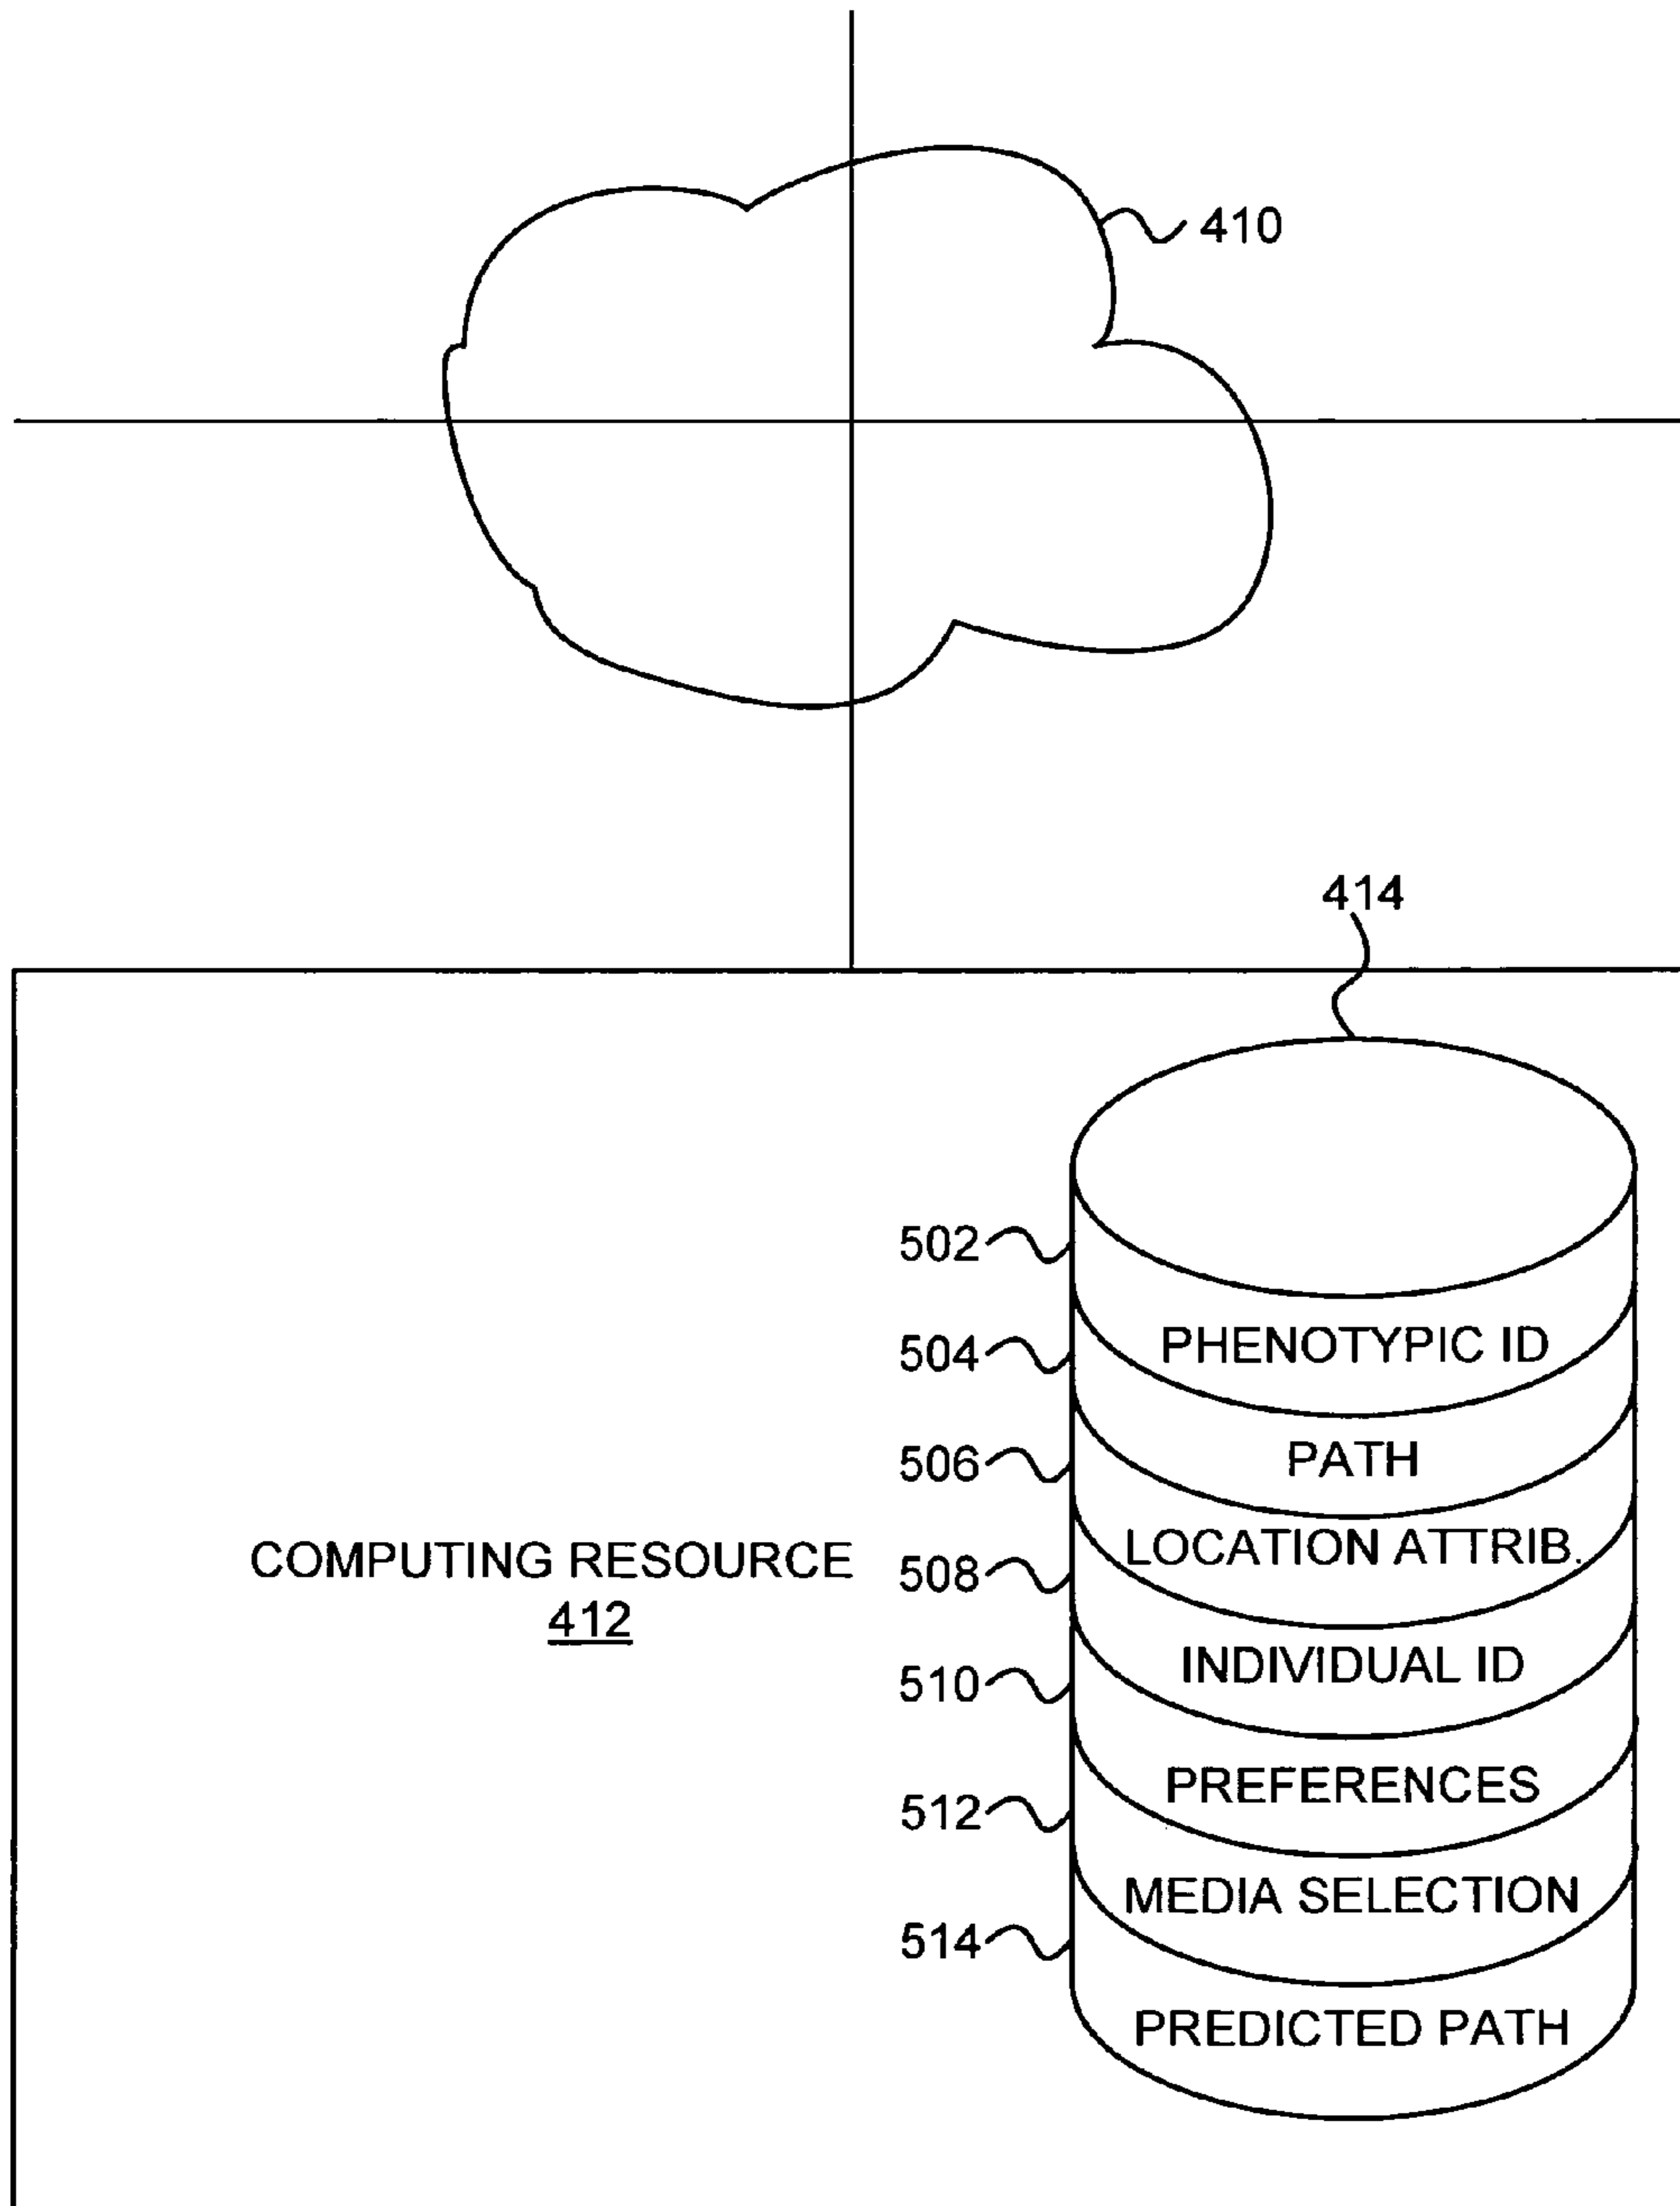 410
414
502
504
PHENOTYPIC ID
506
PATH
COMPUTING RESOURCE
412
508
LOCATION ATTRIB.
510
INDIVIDUAL ID
512
PREFERENCES
MEDIA SELECTION
514
PREDICTED PATH